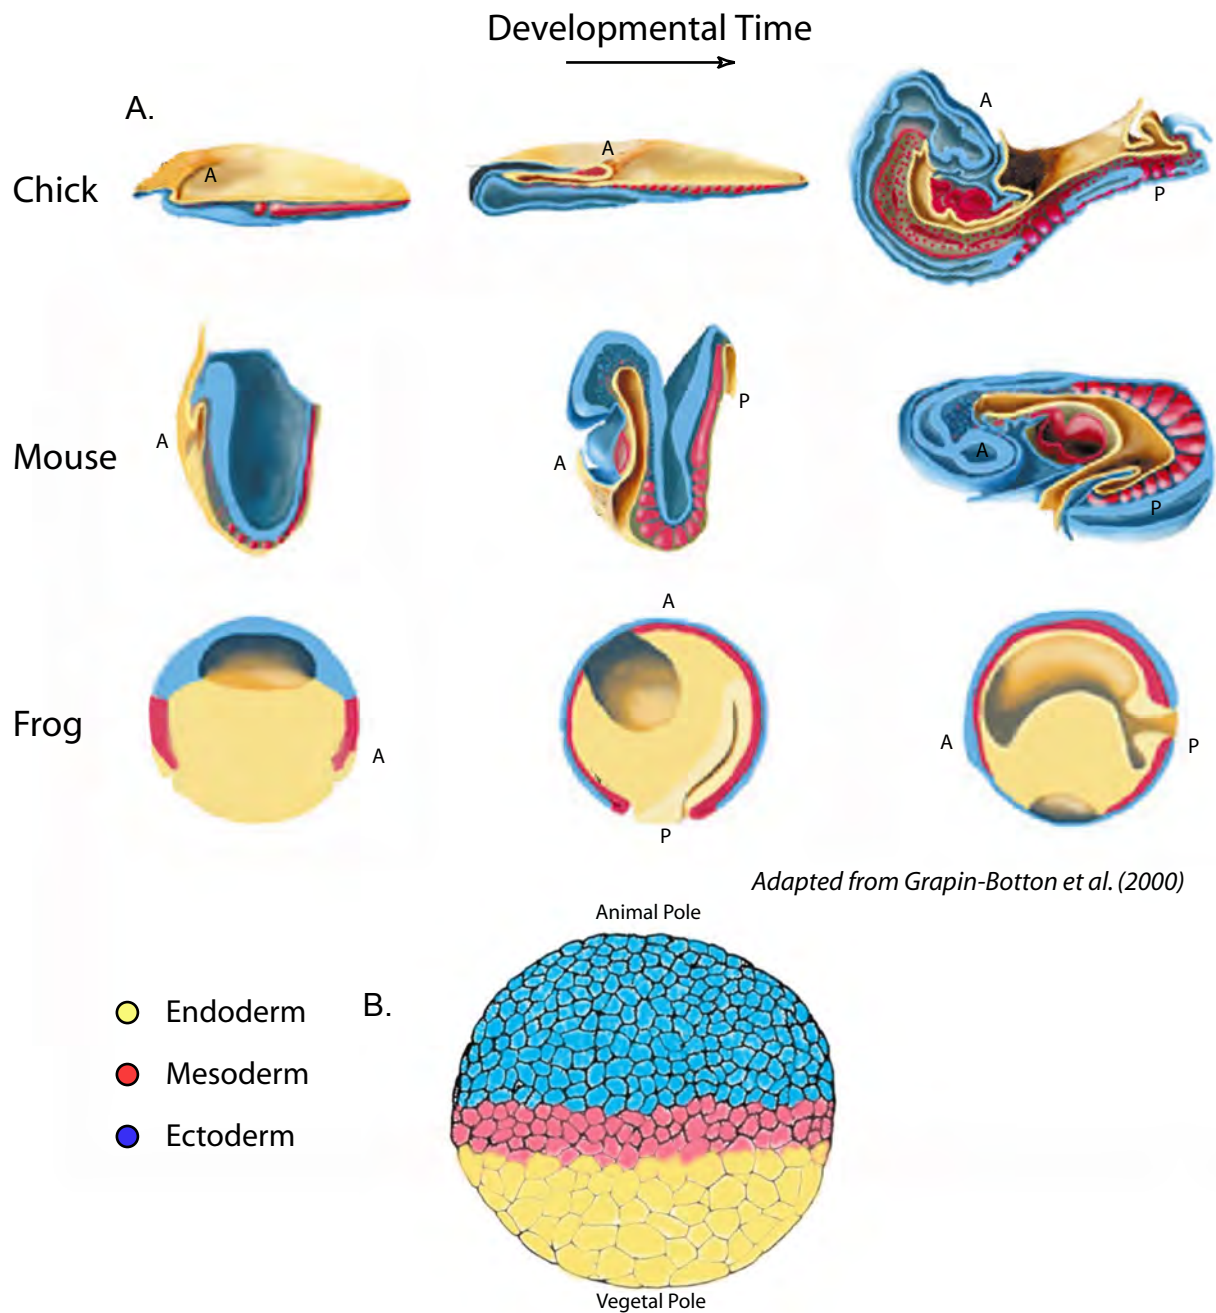 Developmental Time
A.
Chick
A
A
A
P
Mouse
A
A
P
A
P
Frog
A
A
P
A
P
Adapted from Grapin-Botton et al. (2000)
Animal Pole
B.
Endoderm
Mesoderm
Ectoderm
Vegetal Pole